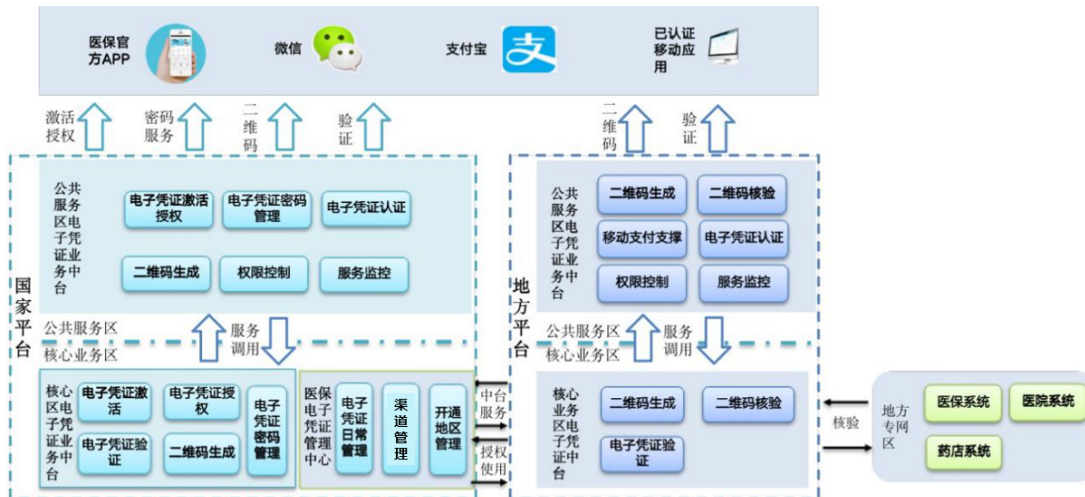 医保官
方APP
微信
支付宝
已认证
移动应
用
激活
授权
密码
服务
二维码
验证
二维码
验证
国家平台
公共
服务
区电
子凭
证业
务中
台
电子凭证激活
授权
电子凭证密码
管理
电子凭证认证
二维码生成
权限控制
服务监控
公共服务区
核心业务区
服务
调用
核心
区电
子凭
证业
务中
台
电子凭证激
活
电子凭证授
权
电子凭证验
证
二维码生成
电子
凭证
密码
管理
医保
电子
凭证
管理
中心
电子
凭证
日常
管理
渠道
管理
开通
地区
管理
中台
服务
授权
使用
地方平台
公共
服务
区电
子凭
证业
务中
台
二维码生成
二维码核验
移动支付支撑
电子凭证认证
权限控制
服务监控
公共服务区
核心业务区
服务
调用
核心
业务
区电
子凭
证中
台
二维码生成
二维码核验
电子凭证验
证
核验
地方
专网
区
医保系统
医院系统
药店系统